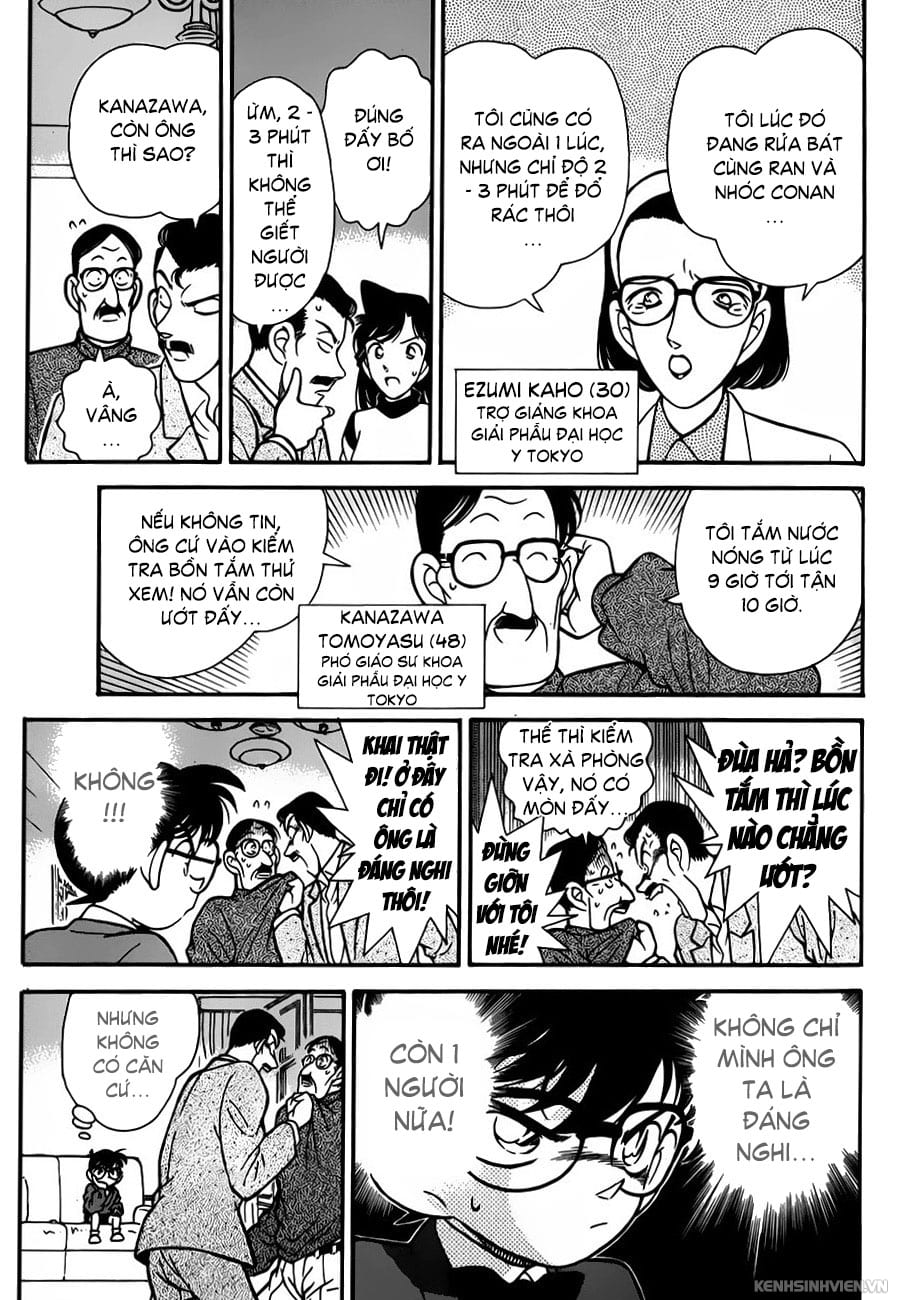 TÔI LÚC ĐÓ
ĐANG RỬA BÁT
CÙNG RAN VÀ
NHÓC CONAN
...
TÔI CŨNG CÓ
RA NGOÀI 1 LÚC,
NHƯNG CHỈ ĐỘ 2
- 3 PHÚT ĐỂ ĐỔ
RÁC THÔI
...
EZUMI KAHO (30)
TRỢ GIẢNG KHOA
GIẢI PHẪU ĐẠI HỌC
Y TOKYO
ĐÚNG
ĐẤY BỐ
ƠI!
ỪM, 2 -
3 PHÚT
THÌ
KHÔNG
THỂ
GIẾT
NGƯỜI
ĐƯỢC
...
KANAZAWA,
CÒN ÔNG
THÌ SAO?
À,
VÂNG
...
TÔI TẮM NƯỚC
NÓNG TỪ LÚC
9 GIỜ TỚI TẬN
10 GIỜ.
NẾU KHÔNG TIN,
ÔNG CỨ VÀO KIỂM
TRA BỒN TẮM THỬ
XEM! NÓ VẪN CÒN
ƯỚT ĐẤY...
KANAZAWA
TOMOYASU (48)
PHÓ GIÁO SƯ KHOA
GIẢI PHẪU ĐẠI HỌC Y
TOKYO
ĐÙA HẢ? BỒN
TẮM THÌ LÚC
NÀO CHẲNG
ƯỚT?
THẾ THÌ KIỂM
TRA XÀ PHÒNG
VẬY, NÓ CÓ
MÒN ĐẤY...
ĐỪNG
GIỠN
VỚI TÔI
NHÉ!
KHAI THẬT
ĐI! Ở ĐÂY
CHỈ CÓ
ÔNG LÀ
ĐÁNG NGHI
THÔI!
KHÔNG
!!!
KHÔNG CHỈ
MÌNH ÔNG
TA LÀ
ĐÁNG
NGHI...
CÒN 1
NGƯỜI
NỮA!
NHƯNG
KHÔNG
CÓ CĂN
CỨ...
KENHSINHVIEN.VN